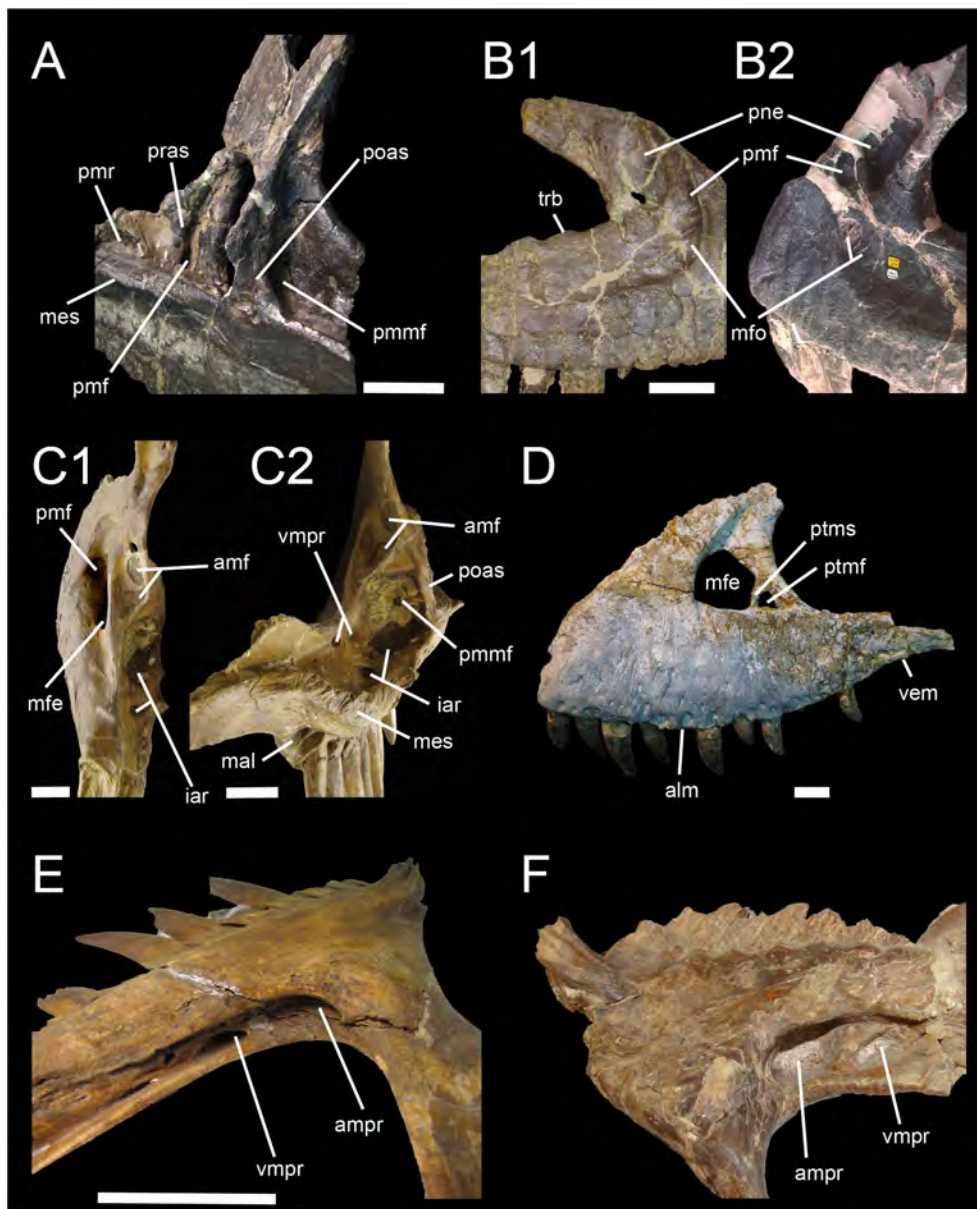 A
B1
B2
pne
pmf
pras
poas
pmr
trb
mes
pmmf
mfo
pmf
C1
C2
D
pmf
amf
vmpr
amf
poas
ptms
mfe
ptmf
pmmf
mfe
iar
vem
mes
mal
iar
alm
E
F
ampr
vmpr
vmpr
ampr